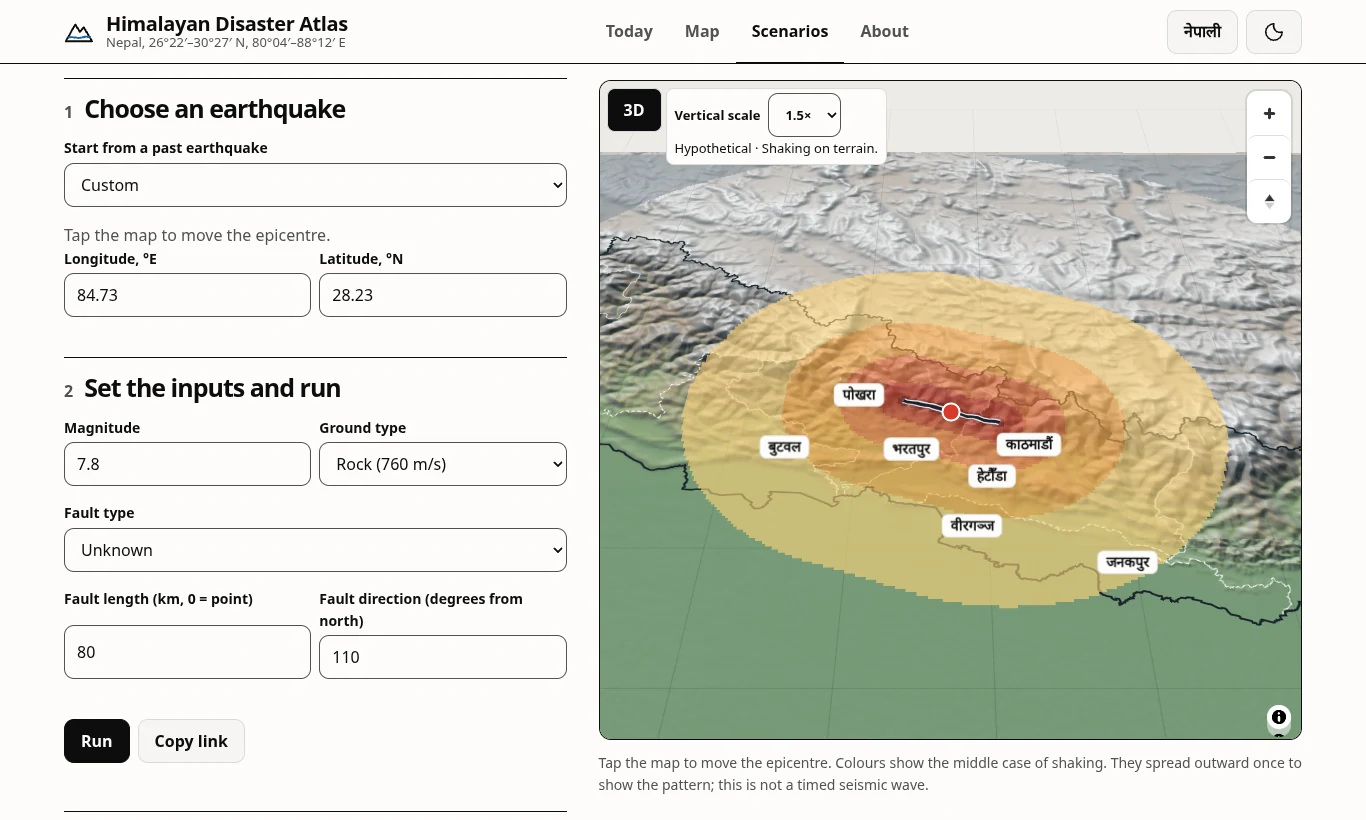 Himalayan Disaster Atlas
Nepal, 26°22′–30°27′ N, 80°04′–88°12′ E
Today
Map
Scenarios
About
नेपाली
1 Choose an earthquake
Start from a past earthquake
Custom
Tap the map to move the epicentre.
Longitude, °E
Latitude, °N
84.73
28.23
2 Set the inputs and run
Magnitude
Ground type
7.8
Rock (760 m/s)
Fault type
Unknown
Fault length (km, 0 = point)
Fault direction (degrees from
north)
80
110
Run
Copy link
3D
Vertical scale
1.5×
Hypothetical · Shaking on terrain.
पोखरा
बुटवल
भरतपुर
काठमाडौं
हेटौँडा
वीरगञ्ज
जनकपुर
Tap the map to move the epicentre. Colours show the middle case of shaking. They spread outward once to
show the pattern; this is not a timed seismic wave.